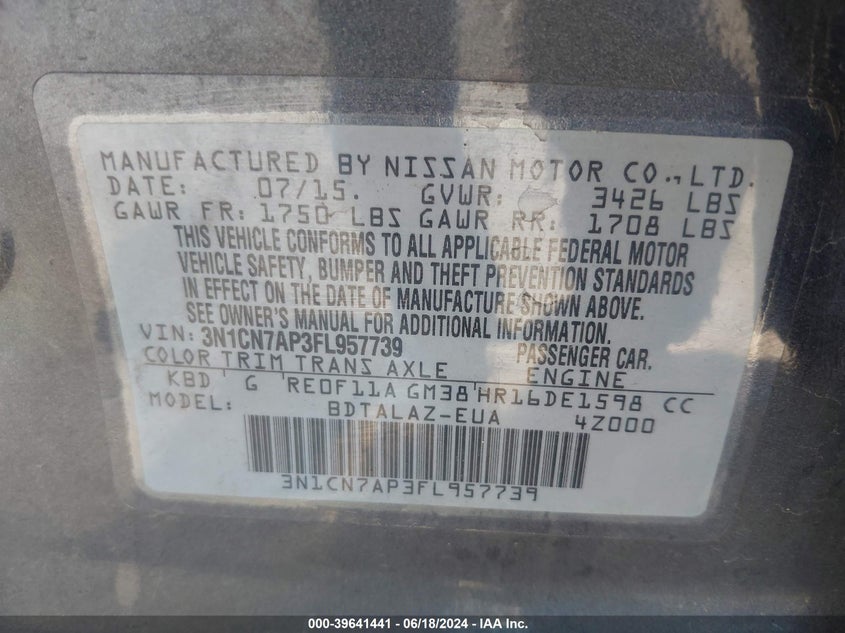 MANUFACTURED BY NISSAN MOTOR CO., LTD.
DATE: 07/15. GVWR: 3426 LBS
GAWR FR: 1750 LBS GAWR RR: 1708 LBS
THIS VEHICLE CONFORMS TO ALL APPLICABLE FEDERAL MOTOR
VEHICLE SAFETY, BUMPER AND THEFT PREVENTION STANDARDS
IN EFFECT ON THE DATE OF MANUFACTURE SHOWN ABOVE.
SEE OWNER'S MANUAL FOR ADDITIONAL INFORMATION.
VIN: 3N1CN7AP3FL957739 PASSENGER CAR.
COLOR TRIM TRANS AXLE ENGINE
KBD G RE0F11A GM38 HR16DE1598 CC
MODEL: BDTALAZ-EUA 4Z000
3N1CN7AP3FL957739
000-39641441 - 06/18/2024 - IAA Inc.